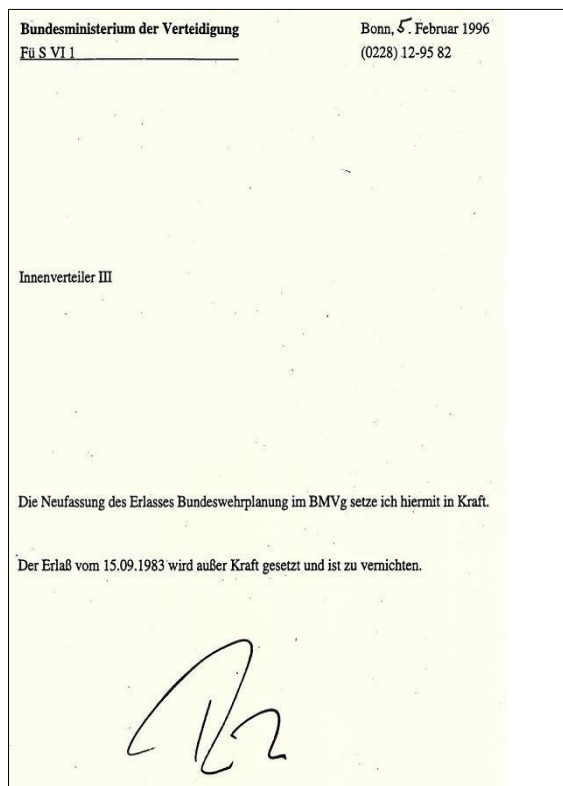 Bundesministerium der Verteidigung
Bonn, 5. Februar 1996
Fü S VI 1
(0228) 12-95 82
Innenverteiler III
Die Neufassung des Erlasses Bundeswehrplanung im BMVg setze ich hiermit in Kraft.
Der Erlaß vom 15.09.1983 wird außer Kraft gesetzt und ist zu vernichten.